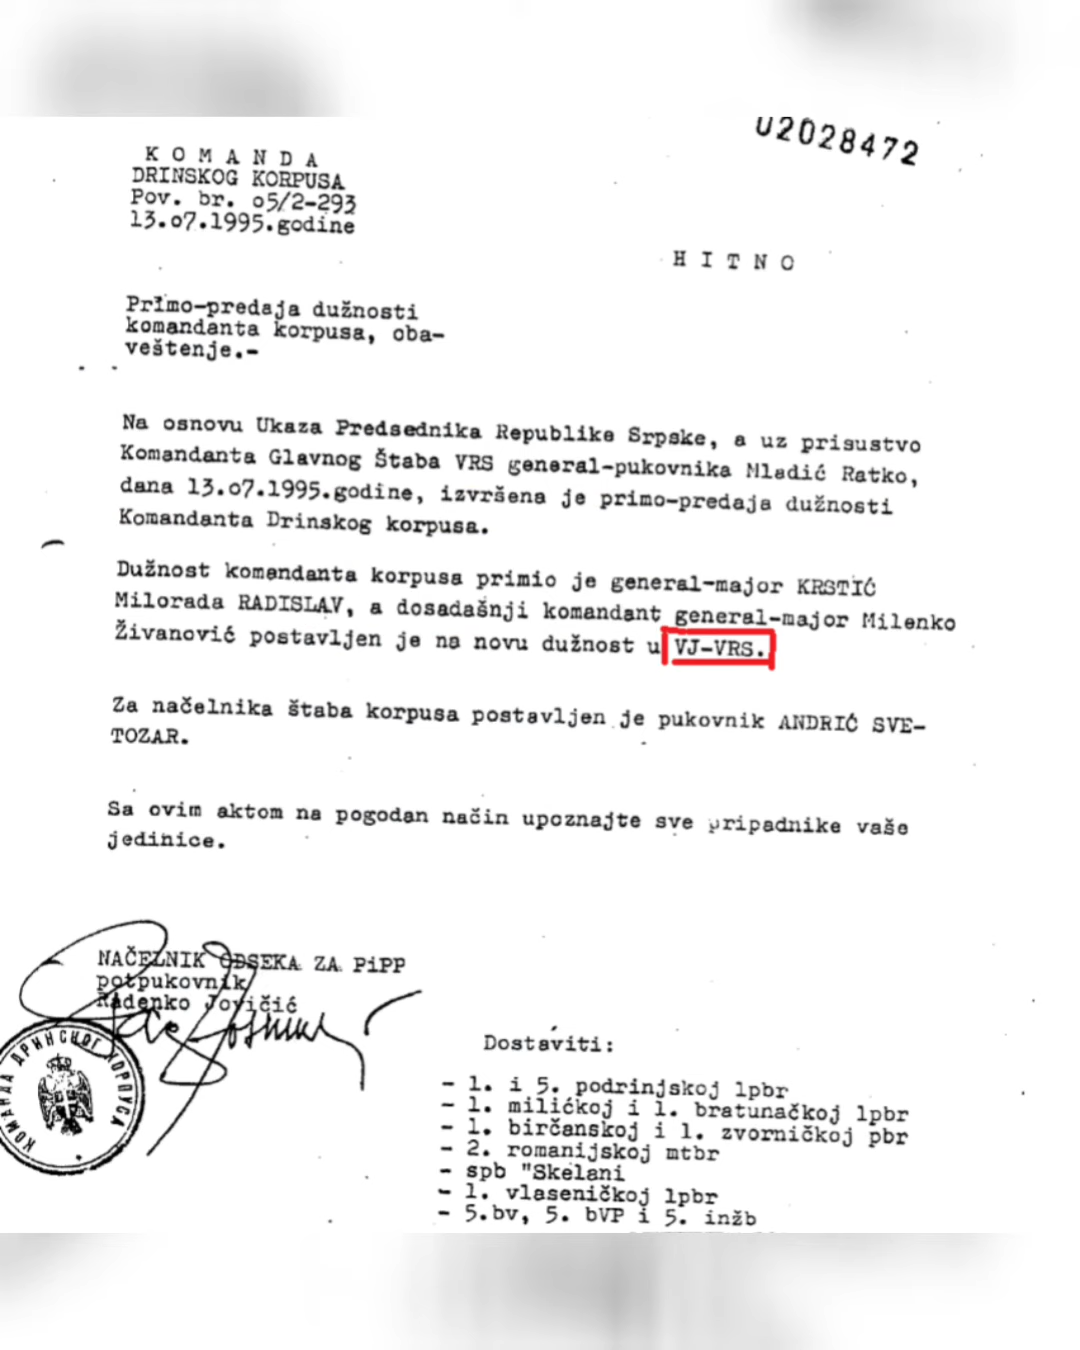 02028472
K O M A N D A
DRINSKOG KORPUSA
Pov. br. o5/2-293
13.o7.1995.godine
H I T N O
Primo-predaja dužnosti
komandanta korpusa, oba-
veštenje.-
Na osnovu Ukaza Predsednika Republike Srpske, a uz prisustvo
Komandanta Glavnog Štaba VRS general-pukovnika Mladić Ratko,
dana 13.o7.1995.godine, izvršena je primo-predaja dužnosti
Komandanta Drinskog korpusa.
Dužnost komandanta korpusa primio je general-major KRSTIĆ
Milorada RADISLAV, a dosadašnji komandant general-major Milenko
Živanović postavljen je na novu dužnost u VJ-VRS.
Za načelnika štaba korpusa postavljen je pukovnik ANDRIĆ SVE-
TOZAR.
Sa ovim aktom na pogodan način upoznajte sve pripadnike vaše
jedinice.
NAČELNIK ODSEKA ZA PiPP
potpukovnik
Radenko Jovičić
КОМАНДА ДРИНСКОГ КОРПУСА
Dostaviti:
- 1. i 5. podrinjskoj lpbr
- 1. milićkoj i 1. bratunačkoj lpbr
- 1. birčanskoj i 1. zvorničkoj pbr
- 2. romanijskoj mtbr
- spb "Skelani
- 1. vlaseničkoj lpbr
- 5.bv, 5. bVP i 5. inžb